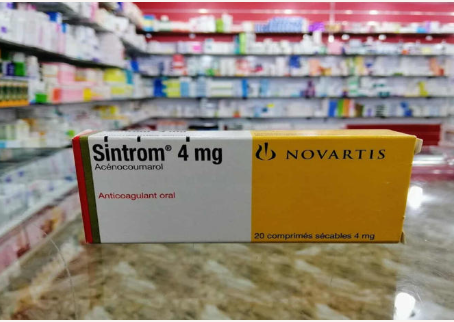 Sintrom® 4 mg
Acénocoumarol
Anticoagulant oral
NOVARTIS
20 comprimés sécables 4 mg